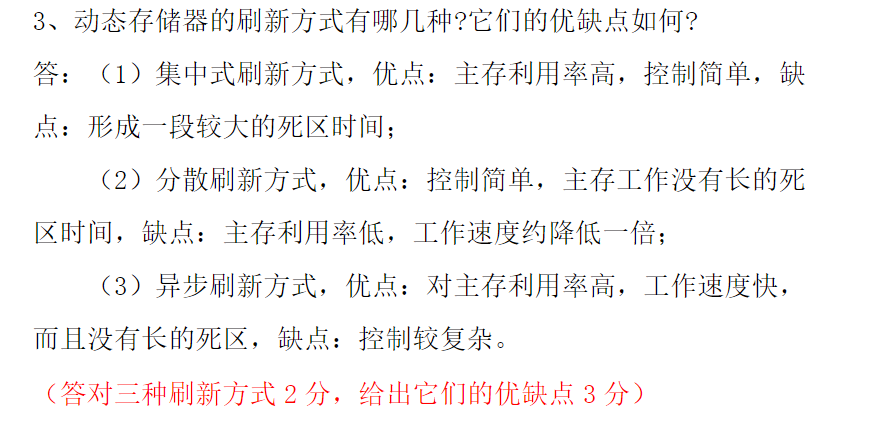 3、动态存储器的刷新方式有哪几种?它们的优缺点如何?
答：（1）集中式刷新方式，优点：主存利用率高，控制简单，缺
点：形成一段较大的死区时间；
（2）分散刷新方式，优点：控制简单，主存工作没有长的死
区时间，缺点：主存利用率低，工作速度约降低一倍；
（3）异步刷新方式，优点：对主存利用率高，工作速度快，
而且没有长的死区，缺点：控制较复杂。
（答对三种刷新方式 2 分，给出它们的优缺点 3 分）